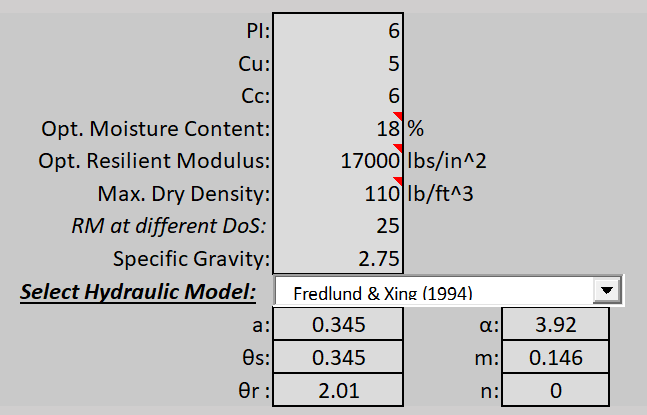 PI: 6
Cu: 5
Cc: 6
Opt. Moisture Content: 18 %
Opt. Resilient Modulus: 17000 lbs/in^2
Max. Dry Density: 110 lb/ft^3
RM at different DoS: 25
Specific Gravity: 2.75
Select Hydraulic Model: Fredlund & Xing (1994)
a: 0.345 α: 3.92
θs: 0.345 m: 0.146
θr : 2.01 n: 0